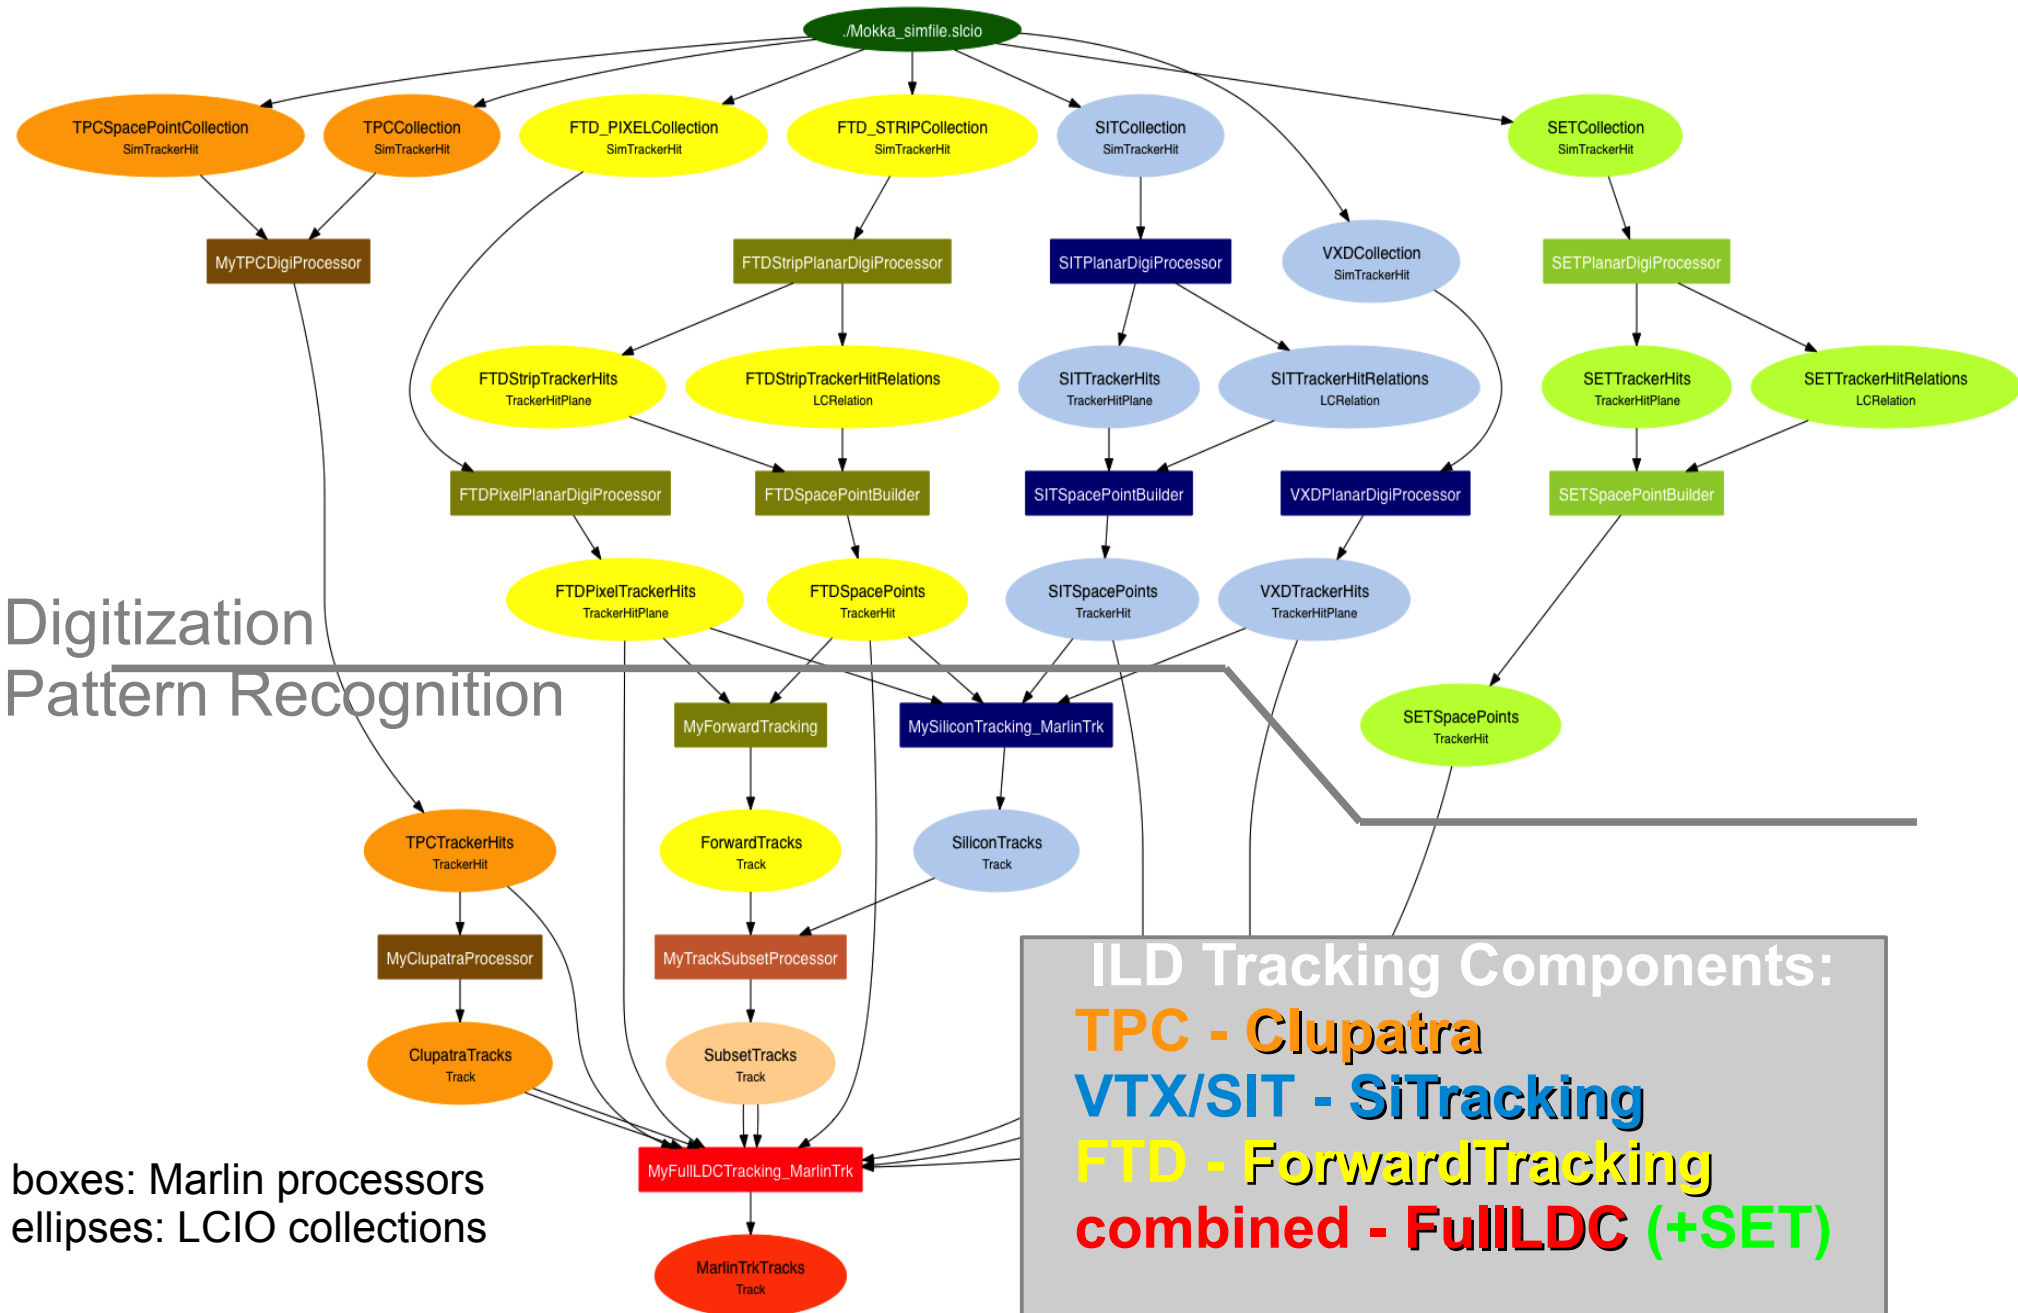 ./Mokka_simfile.slcio
TPCSpacePointCollection
SimTrackerHit
TPCCollection
SimTrackerHit
FTD_PIXELCollection
SimTrackerHit
FTD_STRIPCollection
SimTrackerHit
SITCollection
SimTrackerHit
SETCollection
SimTrackerHit
MyTPCDigiProcessor
FTDStripPlanarDigiProcessor
SITPlanarDigiProcessor
VXDCollection
SimTrackerHit
SETPlanarDigiProcessor
FTDStripTrackerHits
TrackerHitPlane
FTDStripTrackerHitRelations
LCRelation
SITTrackerHits
TrackerHitPlane
SITTrackerHitRelations
LCRelation
SETTrackerHits
TrackerHitPlane
SETTrackerHitRelations
LCRelation
FTDPixelPlanarDigiProcessor
FTDSpacePointBuilder
SITSpacePointBuilder
VXDPlanarDigiProcessor
SETSpacePointBuilder
FTDPixelTrackerHits
TrackerHitPlane
FTDSpacePoints
TrackerHit
SITSpacePoints
TrackerHit
VXDTrackerHits
TrackerHitPlane
Digitization
Pattern Recognition
MyForwardTracking
MySiliconTracking_MarlinTrk
SETSpacePoints
TrackerHit
TPCTrackerHits
TrackerHit
ForwardTracks
Track
SiliconTracks
Track
MyClupatraProcessor
MyTrackSubsetProcessor
ClupatraTracks
Track
SubsetTracks
Track
MyFullLDCTracking_MarlinTrk
MarlinTrkTracks
Track
ILD Tracking Components:
TPC - Clupatra
VTX/SIT - SiTracking
FTD - ForwardTracking
combined - FullLDC (+SET)
boxes: Marlin processors
ellipses: LCIO collections